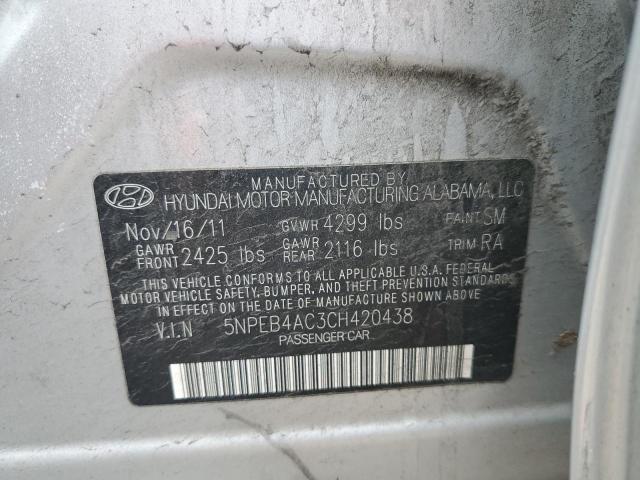 MANUFACTURED BY
HYUNDAI MOTOR MANUFACTURING ALABAMA, LLC
Nov/16/11 GVWR 4299 lbs PAINT SM
GAWR FRONT 2425 lbs GAWR REAR 2116 lbs TRIM RA
THIS VEHICLE CONFORMS TO ALL APPLICABLE U.S.A. FEDERAL
MOTOR VEHICLE SAFETY, BUMPER, AND THEFT PREVENTION STANDARDS
IN EFFECT ON THE DATE OF MANUFACTURE SHOWN ABOVE.
V.I.N 5NPEB4AC3CH420438
PASSENGER CAR